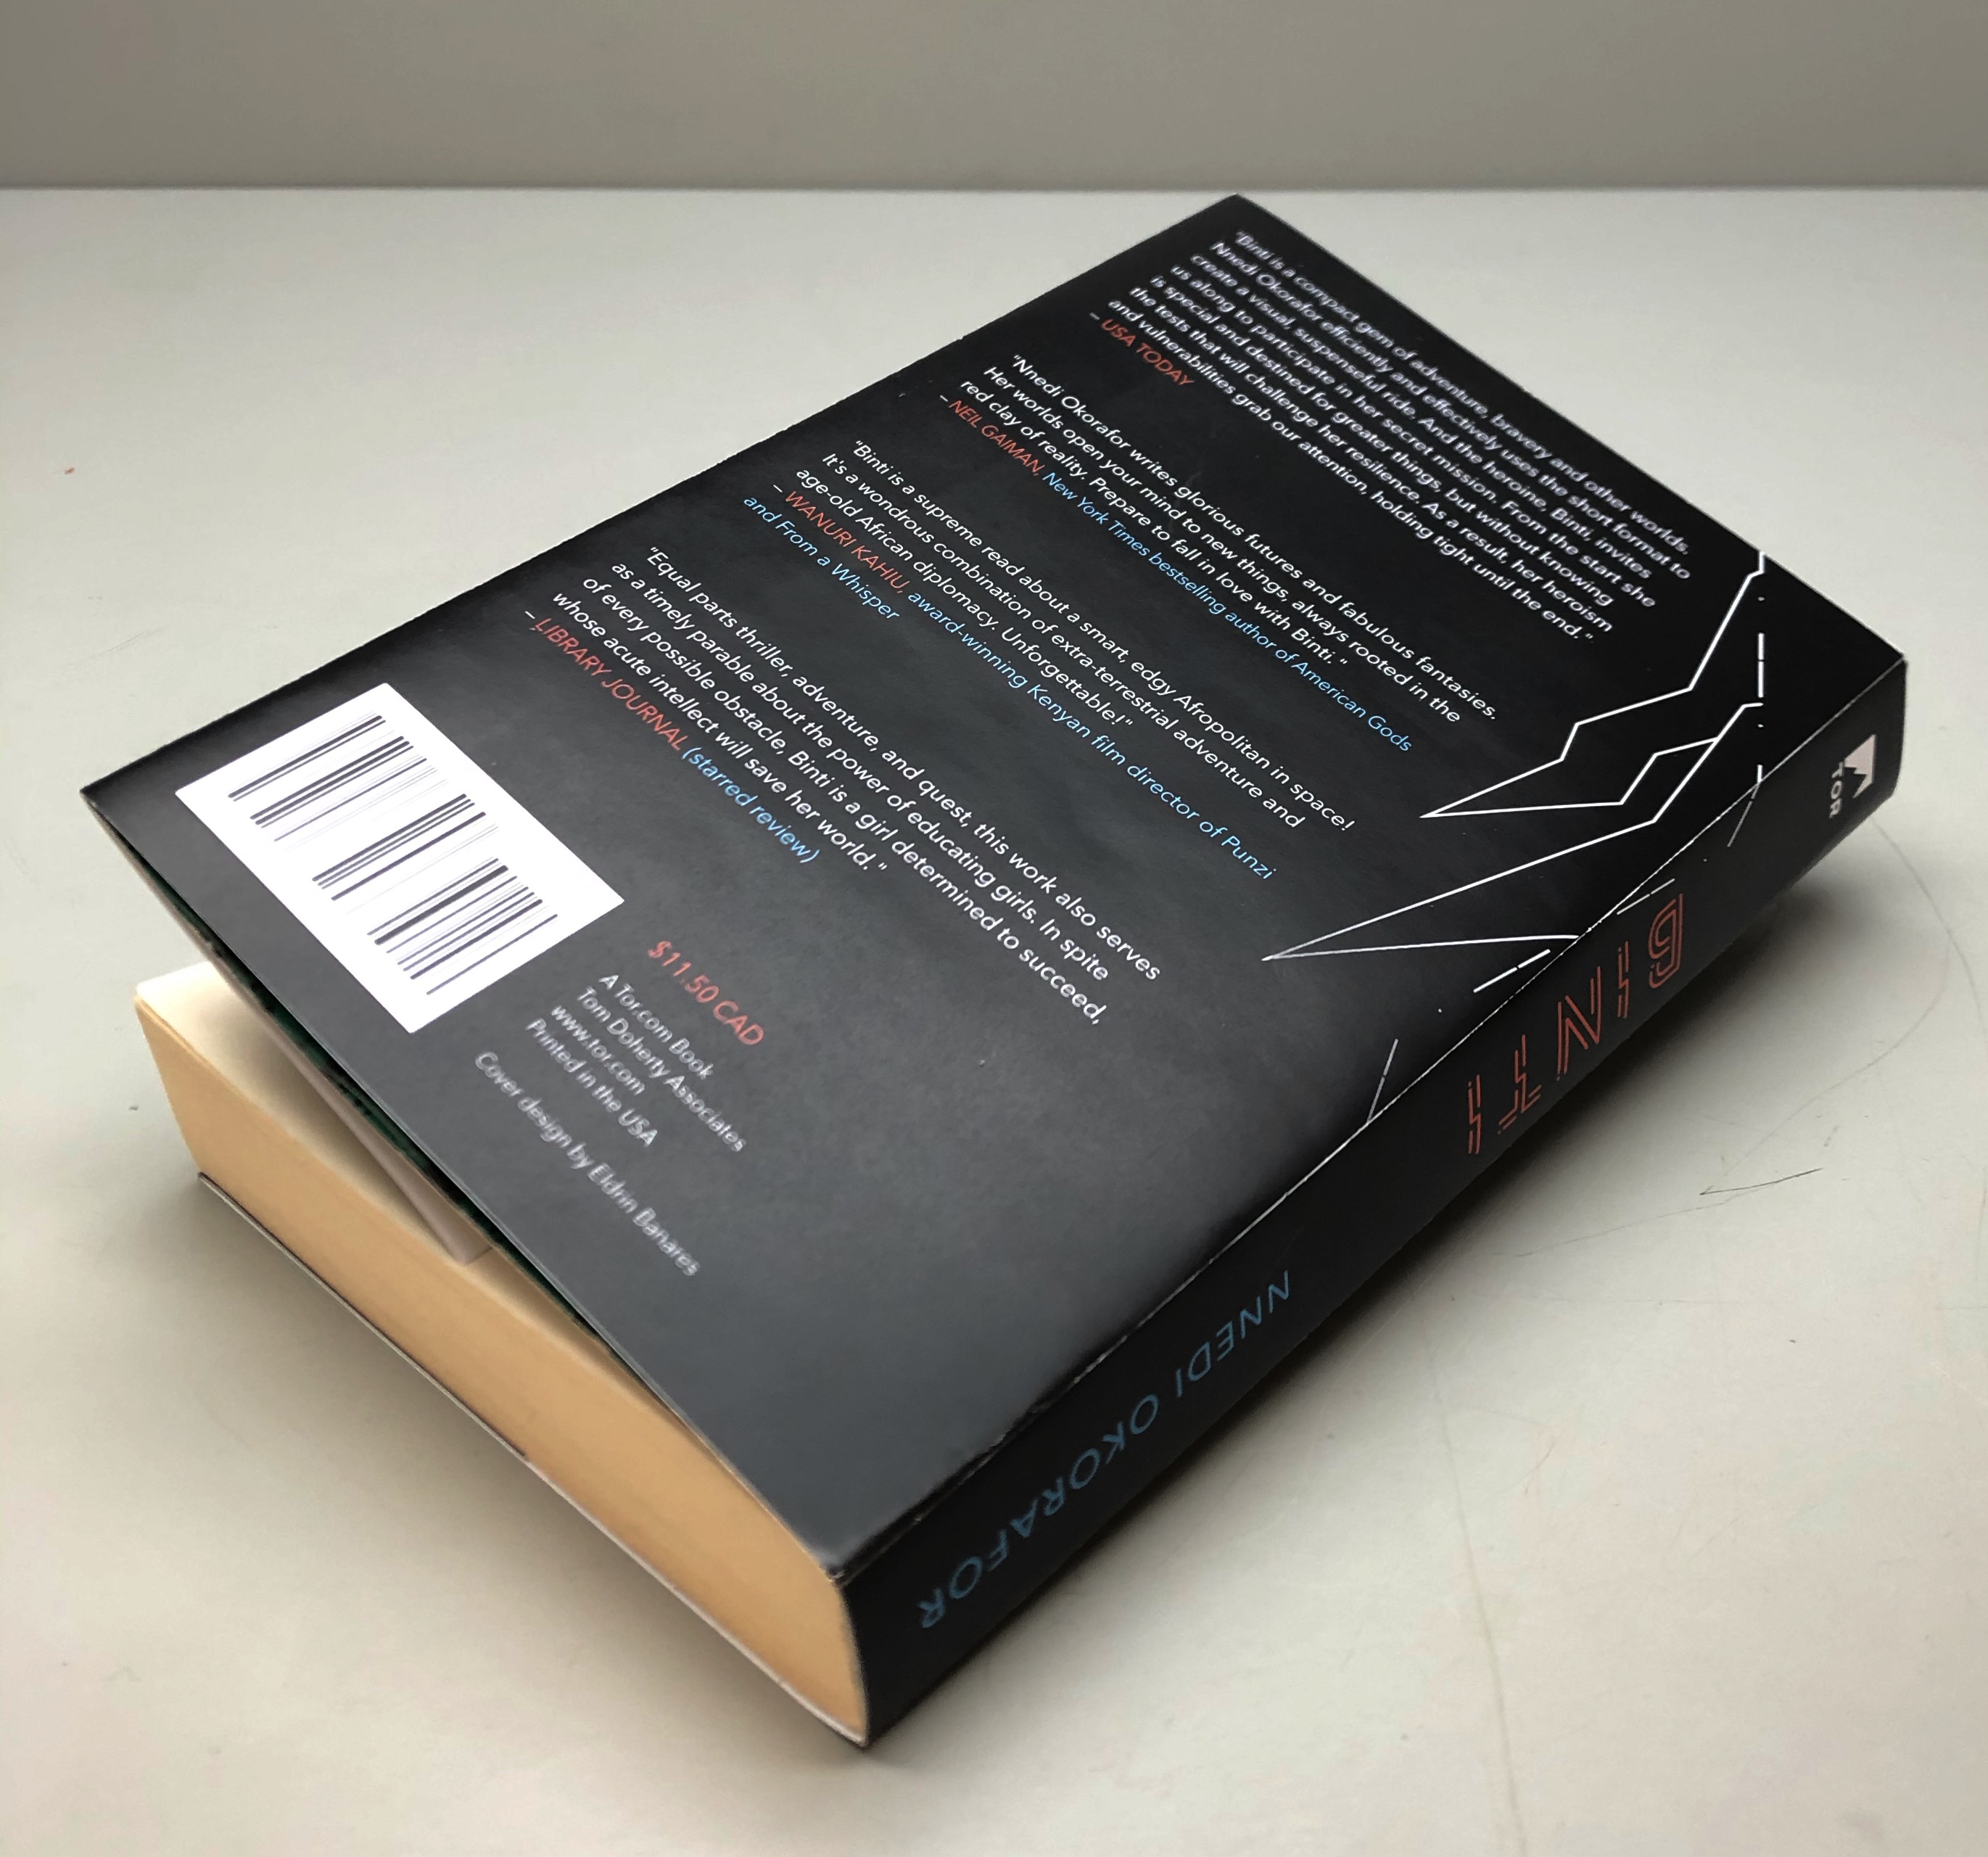 "Binti is a compact gem of adventure, bravery and other worlds.
Nnedi Okorafor efficiently and effectively uses the short format to
create a visual, suspenseful ride. And the heroine, Binti, invites
us along to participate in her secret mission. From the start she
is special and destined for greater things, but without knowing
the tests that will challenge her resilience. As a result, her heroism
and vulnerabilities grab our attention, holding tight until the end."
– USA TODAY
"Nnedi Okorafor writes glorious futures and fabulous fantasies.
Her worlds open your mind to new things, always rooted in the
red clay of reality. Prepare to fall in love with Binti."
– NEIL GAIMAN, New York Times bestselling author of American Gods
"Binti is a supreme read about a smart, edgy Afropolitan in space!
It's a wondrous combination of extra-terrestrial adventure and
age-old African diplomacy. Unforgettable!"
– WANURI KAHIU, award-winning Kenyan film director of Punzi
and From a Whisper
"Equal parts thriller, adventure, and quest, this work also serves
as a timely parable about the power of educating girls. In spite
of every possible obstacle, Binti is a girl determined to succeed,
whose acute intellect will save her world."
– LIBRARY JOURNAL (starred review)
$11.50 CAD
A Tor.com Book
Tom Doherty Associates
www.tor.com
Printed in the USA
Cover design by Eldrin Banares
TOR
BINTI
NNEDI OKORAFOR